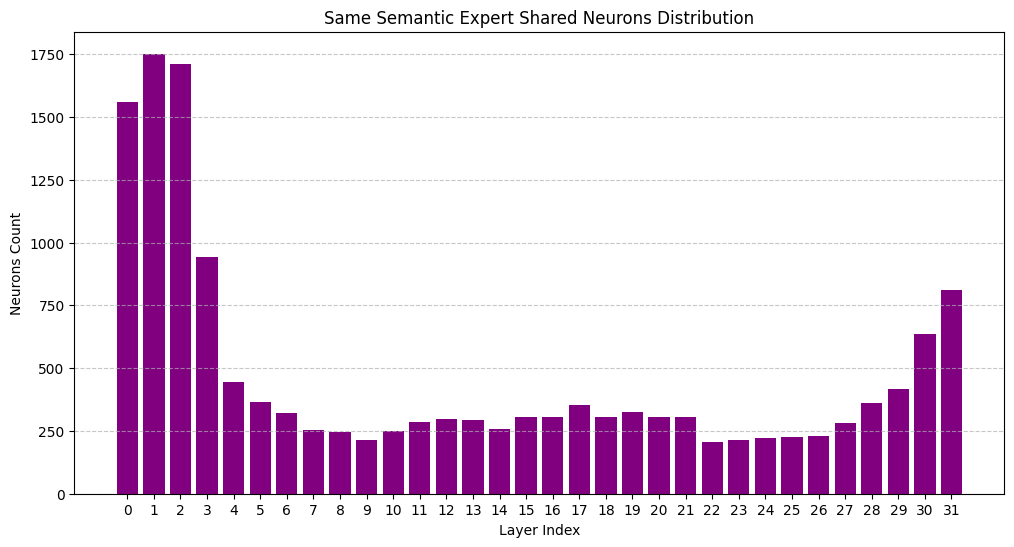 Same Semantic Expert Shared Neurons Distribution
Neurons Count
1750
1500
1250
1000
750
500
250
0
0 1 2 3 4 5 6 7 8 9 10 11 12 13 14 15 16 17 18 19 20 21 22 23 24 25 26 27 28 29 30 31
Layer Index